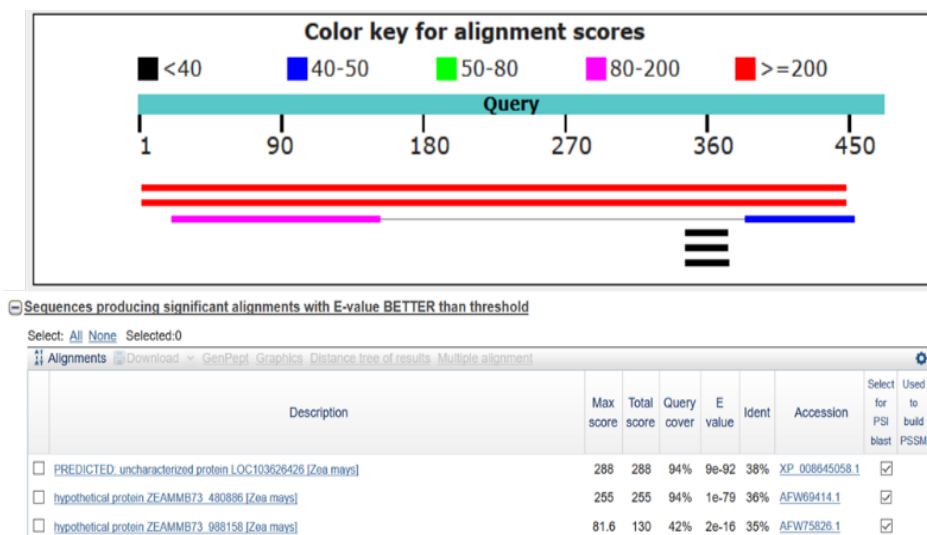 Color key for alignment scores
<40 40-50 50-80 80-200 >=200
Query
1 90 180 270 360 450
Sequences producing significant alignments with E-value BETTER than threshold
Select: All None Selected:0
Alignments Download GenPept Graphics Distance tree of results Multiple alignment
Description Max score Total score Query cover E value Ident Accession Select for PSI blast Used to build PSSM
PREDICTED: uncharacterized protein LOC103626426 [Zea mays] 288 288 94% 9e-92 38% XP_008645058.1
hypothetical protein ZEAMMB73_480886 [Zea mays] 255 255 94% 1e-79 36% AFW69414.1
hypothetical protein ZEAMMB73_988158 [Zea mays] 81.6 130 42% 2e-16 35% AFW75826.1